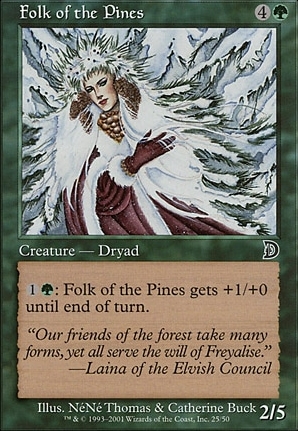 Folk of the Pines 4
Creature — Dryad
1 : Folk of the Pines gets +1/+0
until end of turn.
“Our friends of the forest take many
forms, yet all serve the will of Freyalise.”
—Laina of the Elvish Council
Illus. NéNé Thomas & Catherine Buck
™ & © 1993–2001 Wizards of the Coast, Inc. 25/50
2/5